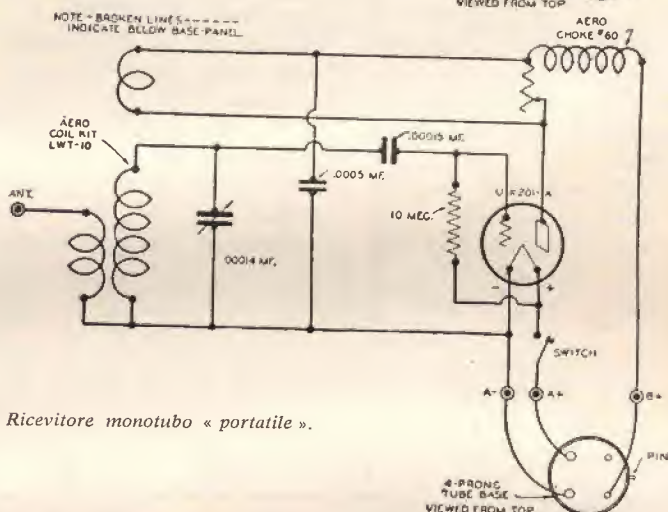 VIEWED FROM TOP
NOTE - BROKEN LINES------
INDICATE BELOW BASE-PANEL
AERO
CHOKE #60
AERO
COIL KIT
LWT-10
ANT.
.00014 MF.
.0005 MF.
.00015 MF.
10 MEG.
- +
SWITCH
A- A+ B+
PIN
4-PRONG
TUBE BASE
VIEWED FROM TOP
Ricevitore monotubo « portatile ».